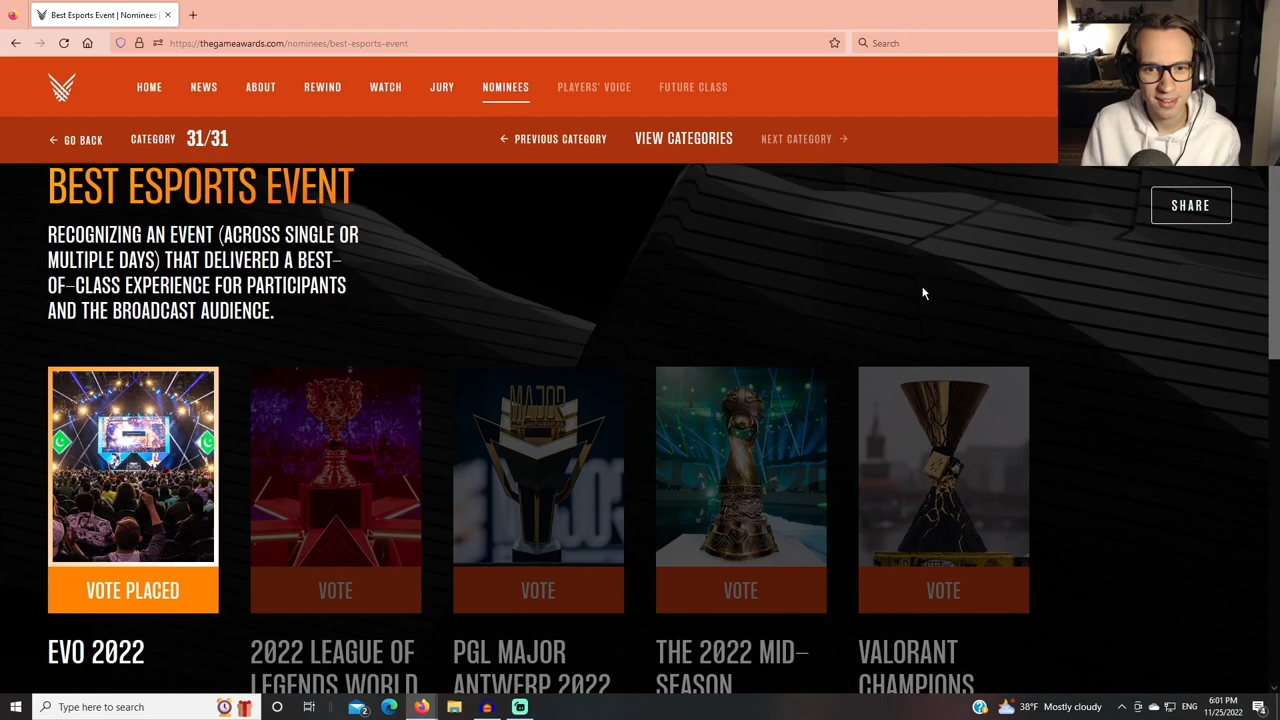 Best Esports Event | Nominees |
https://thegameawards.com/nominees/best-esports-event
Search
HOME
NEWS
ABOUT
REWIND
WATCH
JURY
NOMINEES
PLAYERS' VOICE
FUTURE CLASS
GO BACK
CATEGORY 31/31
PREVIOUS CATEGORY
VIEW CATEGORIES
NEXT CATEGORY
BEST ESPORTS EVENT
SHARE
RECOGNIZING AN EVENT (ACROSS SINGLE OR
MULTIPLE DAYS) THAT DELIVERED A BEST-
OF-CLASS EXPERIENCE FOR PARTICIPANTS
AND THE BROADCAST AUDIENCE.
MAJOR
VOTE PLACED
VOTE
VOTE
VOTE
VOTE
EVO 2022
2022 LEAGUE OF
LEGENDS WORLD
PGL MAJOR
ANTWERP 2022
THE 2022 MID-
SEASON
VALORANT
CHAMPIONS
Type here to search
2
38°F Mostly cloudy
ENG
6:01 PM
11/25/2022
4